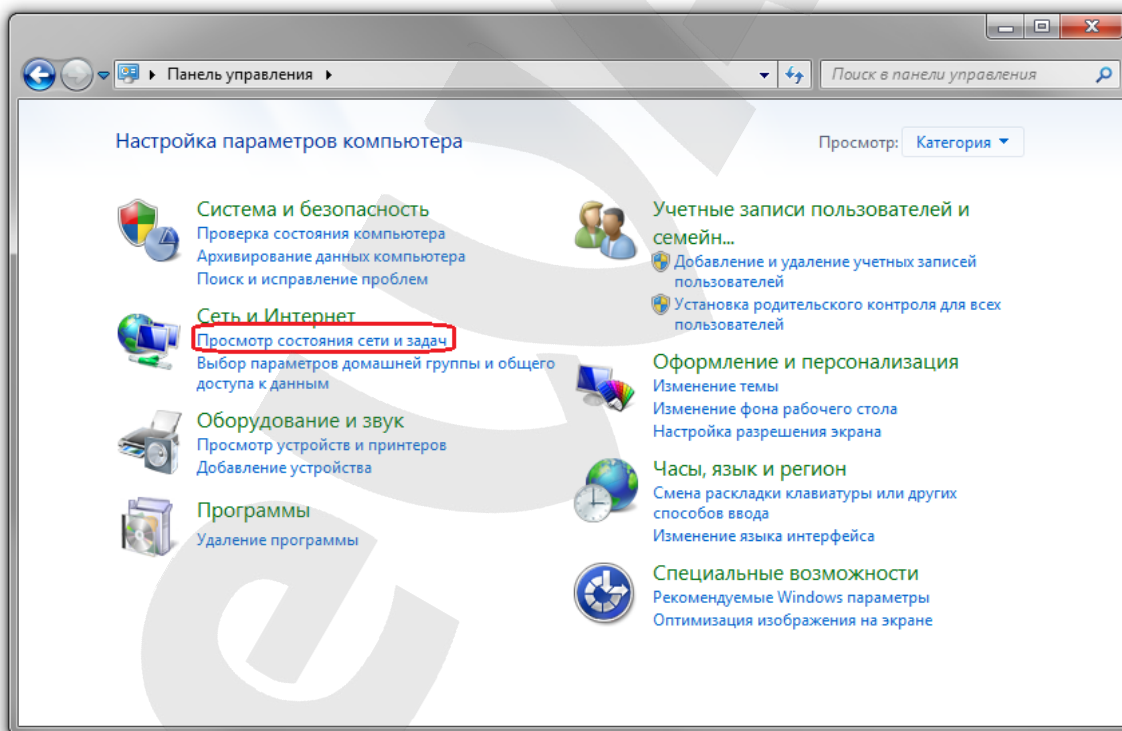 Панель управления
Поиск в панели управления
Настройка параметров компьютера
Просмотр: Категория
Система и безопасность
Проверка состояния компьютера
Архивирование данных компьютера
Поиск и исправление проблем
Сеть и Интернет
Просмотр состояния сети и задач
Выбор параметров домашней группы и общего
доступа к данным
Оборудование и звук
Просмотр устройств и принтеров
Добавление устройства
Программы
Удаление программы
Учетные записи пользователей и
семейн...
Добавление и удаление учетных записей
пользователей
Установка родительского контроля для всех
пользователей
Оформление и персонализация
Изменение темы
Изменение фона рабочего стола
Настройка разрешения экрана
Часы, язык и регион
Смена раскладки клавиатуры или других
способов ввода
Изменение языка интерфейса
Специальные возможности
Рекомендуемые Windows параметры
Оптимизация изображения на экране